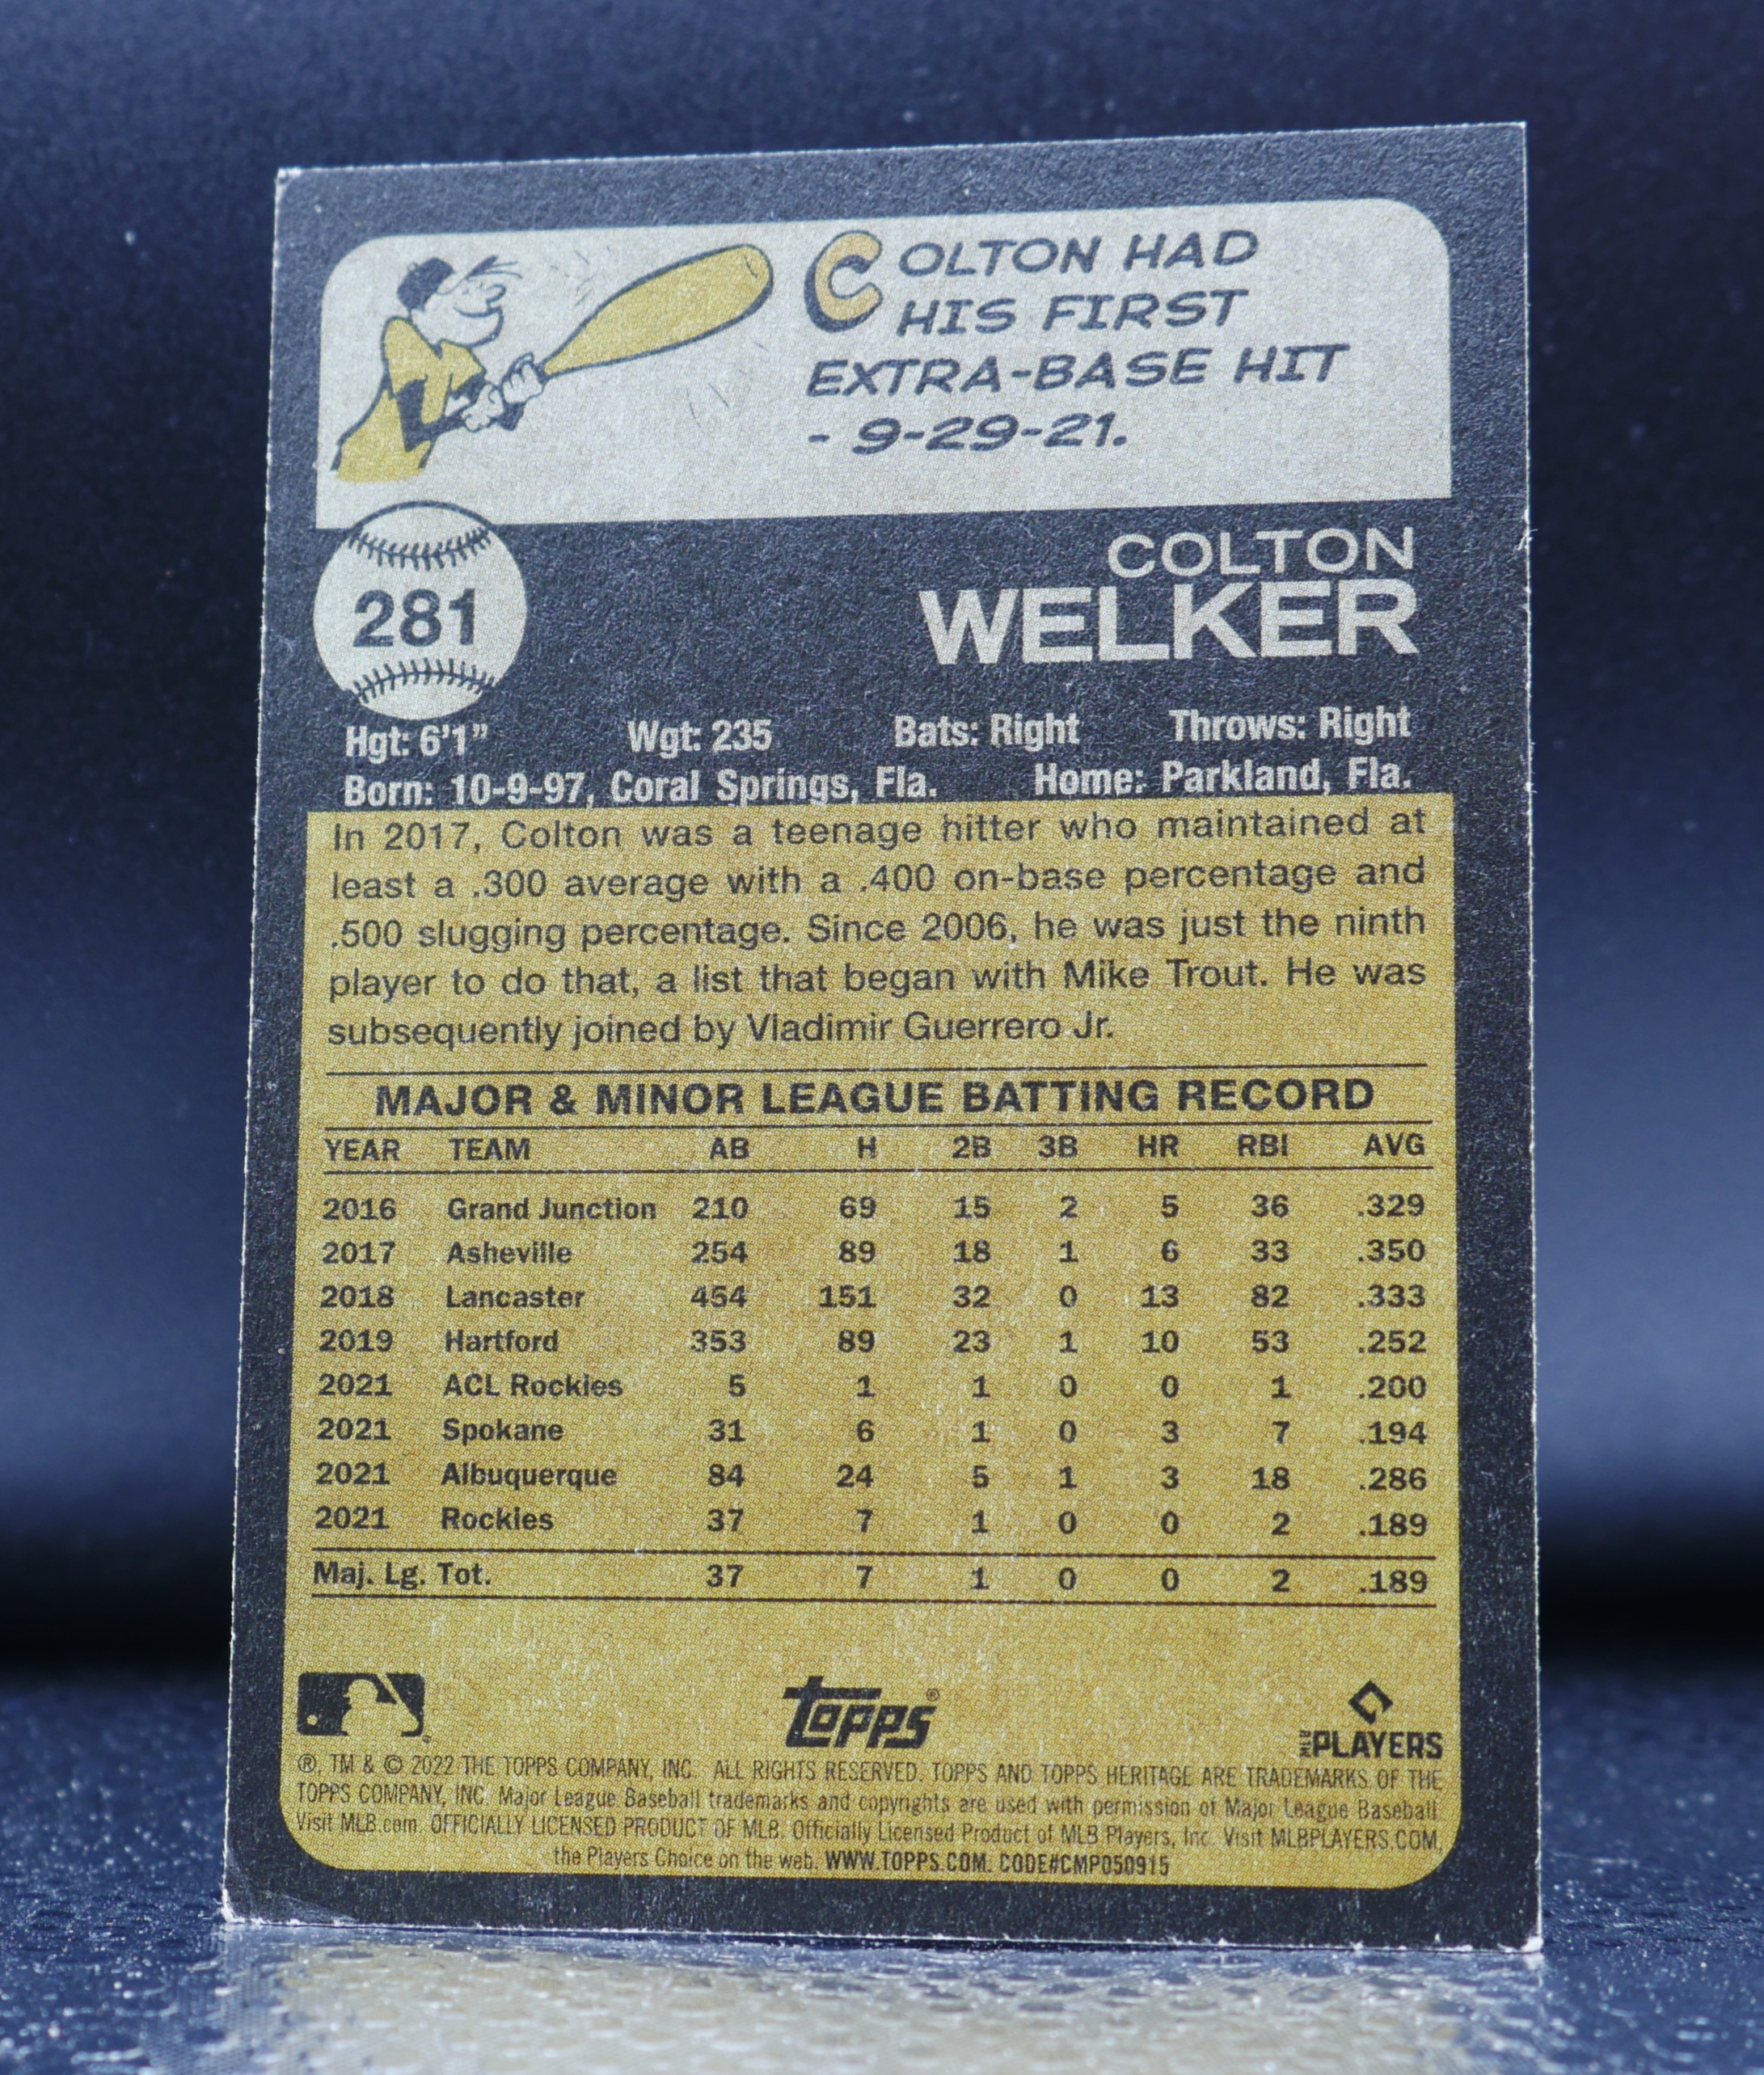 COLTON HAD
HIS FIRST
EXTRA-BASE HIT
- 9-29-21.
281
COLTON
WELKER
Hgt: 6'1" Wgt: 235 Bats: Right Throws: Right
Born: 10-9-97, Coral Springs, Fla. Home: Parkland, Fla.
In 2017, Colton was a teenage hitter who maintained at
least a .300 average with a .400 on-base percentage and
.500 slugging percentage. Since 2006, he was just the ninth
player to do that, a list that began with Mike Trout. He was
subsequently joined by Vladimir Guerrero Jr.
MAJOR & MINOR LEAGUE BATTING RECORD
YEAR TEAM AB H 2B 3B HR RBI AVG
2016 Grand Junction 210 69 15 2 5 36 .329
2017 Asheville 254 89 18 1 6 33 .350
2018 Lancaster 454 151 32 0 13 82 .333
2019 Hartford 353 89 23 1 10 53 .252
2021 ACL Rockies 5 1 1 0 0 1 .200
2021 Spokane 31 6 1 0 3 7 .194
2021 Albuquerque 84 24 5 1 3 18 .286
2021 Rockies 37 7 1 0 0 2 .189
Maj. Lg. Tot. 37 7 1 0 0 2 .189
topps®
MLB PLAYERS
®, TM & © 2022 THE TOPPS COMPANY, INC. ALL RIGHTS RESERVED. TOPPS AND TOPPS HERITAGE ARE TRADEMARKS OF THE
TOPPS COMPANY, INC. Major League Baseball trademarks and copyrights are used with permission of Major League Baseball.
Visit MLB.com. OFFICIALLY LICENSED PRODUCT OF MLB. Officially Licensed Product of MLB Players, Inc. Visit MLBPLAYERS.COM,
the Players Choice on the web. WWW.TOPPS.COM. CODE#CMP050915